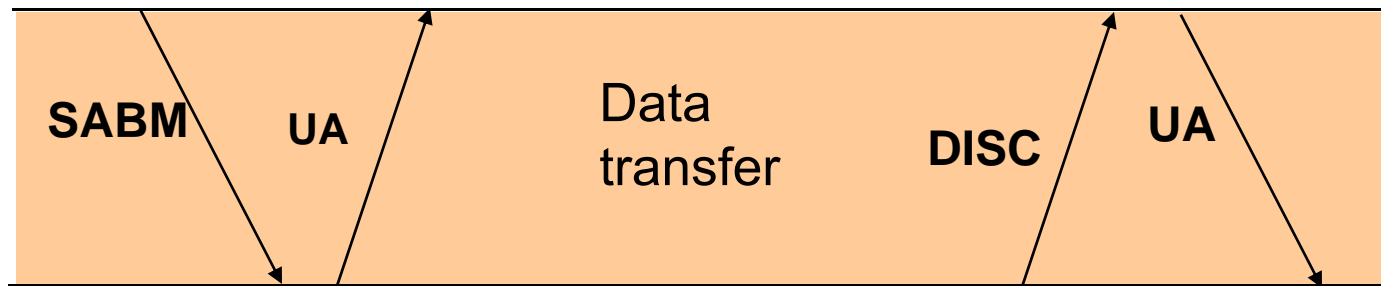 SABM
UA
Data
transfer
DISC
UA